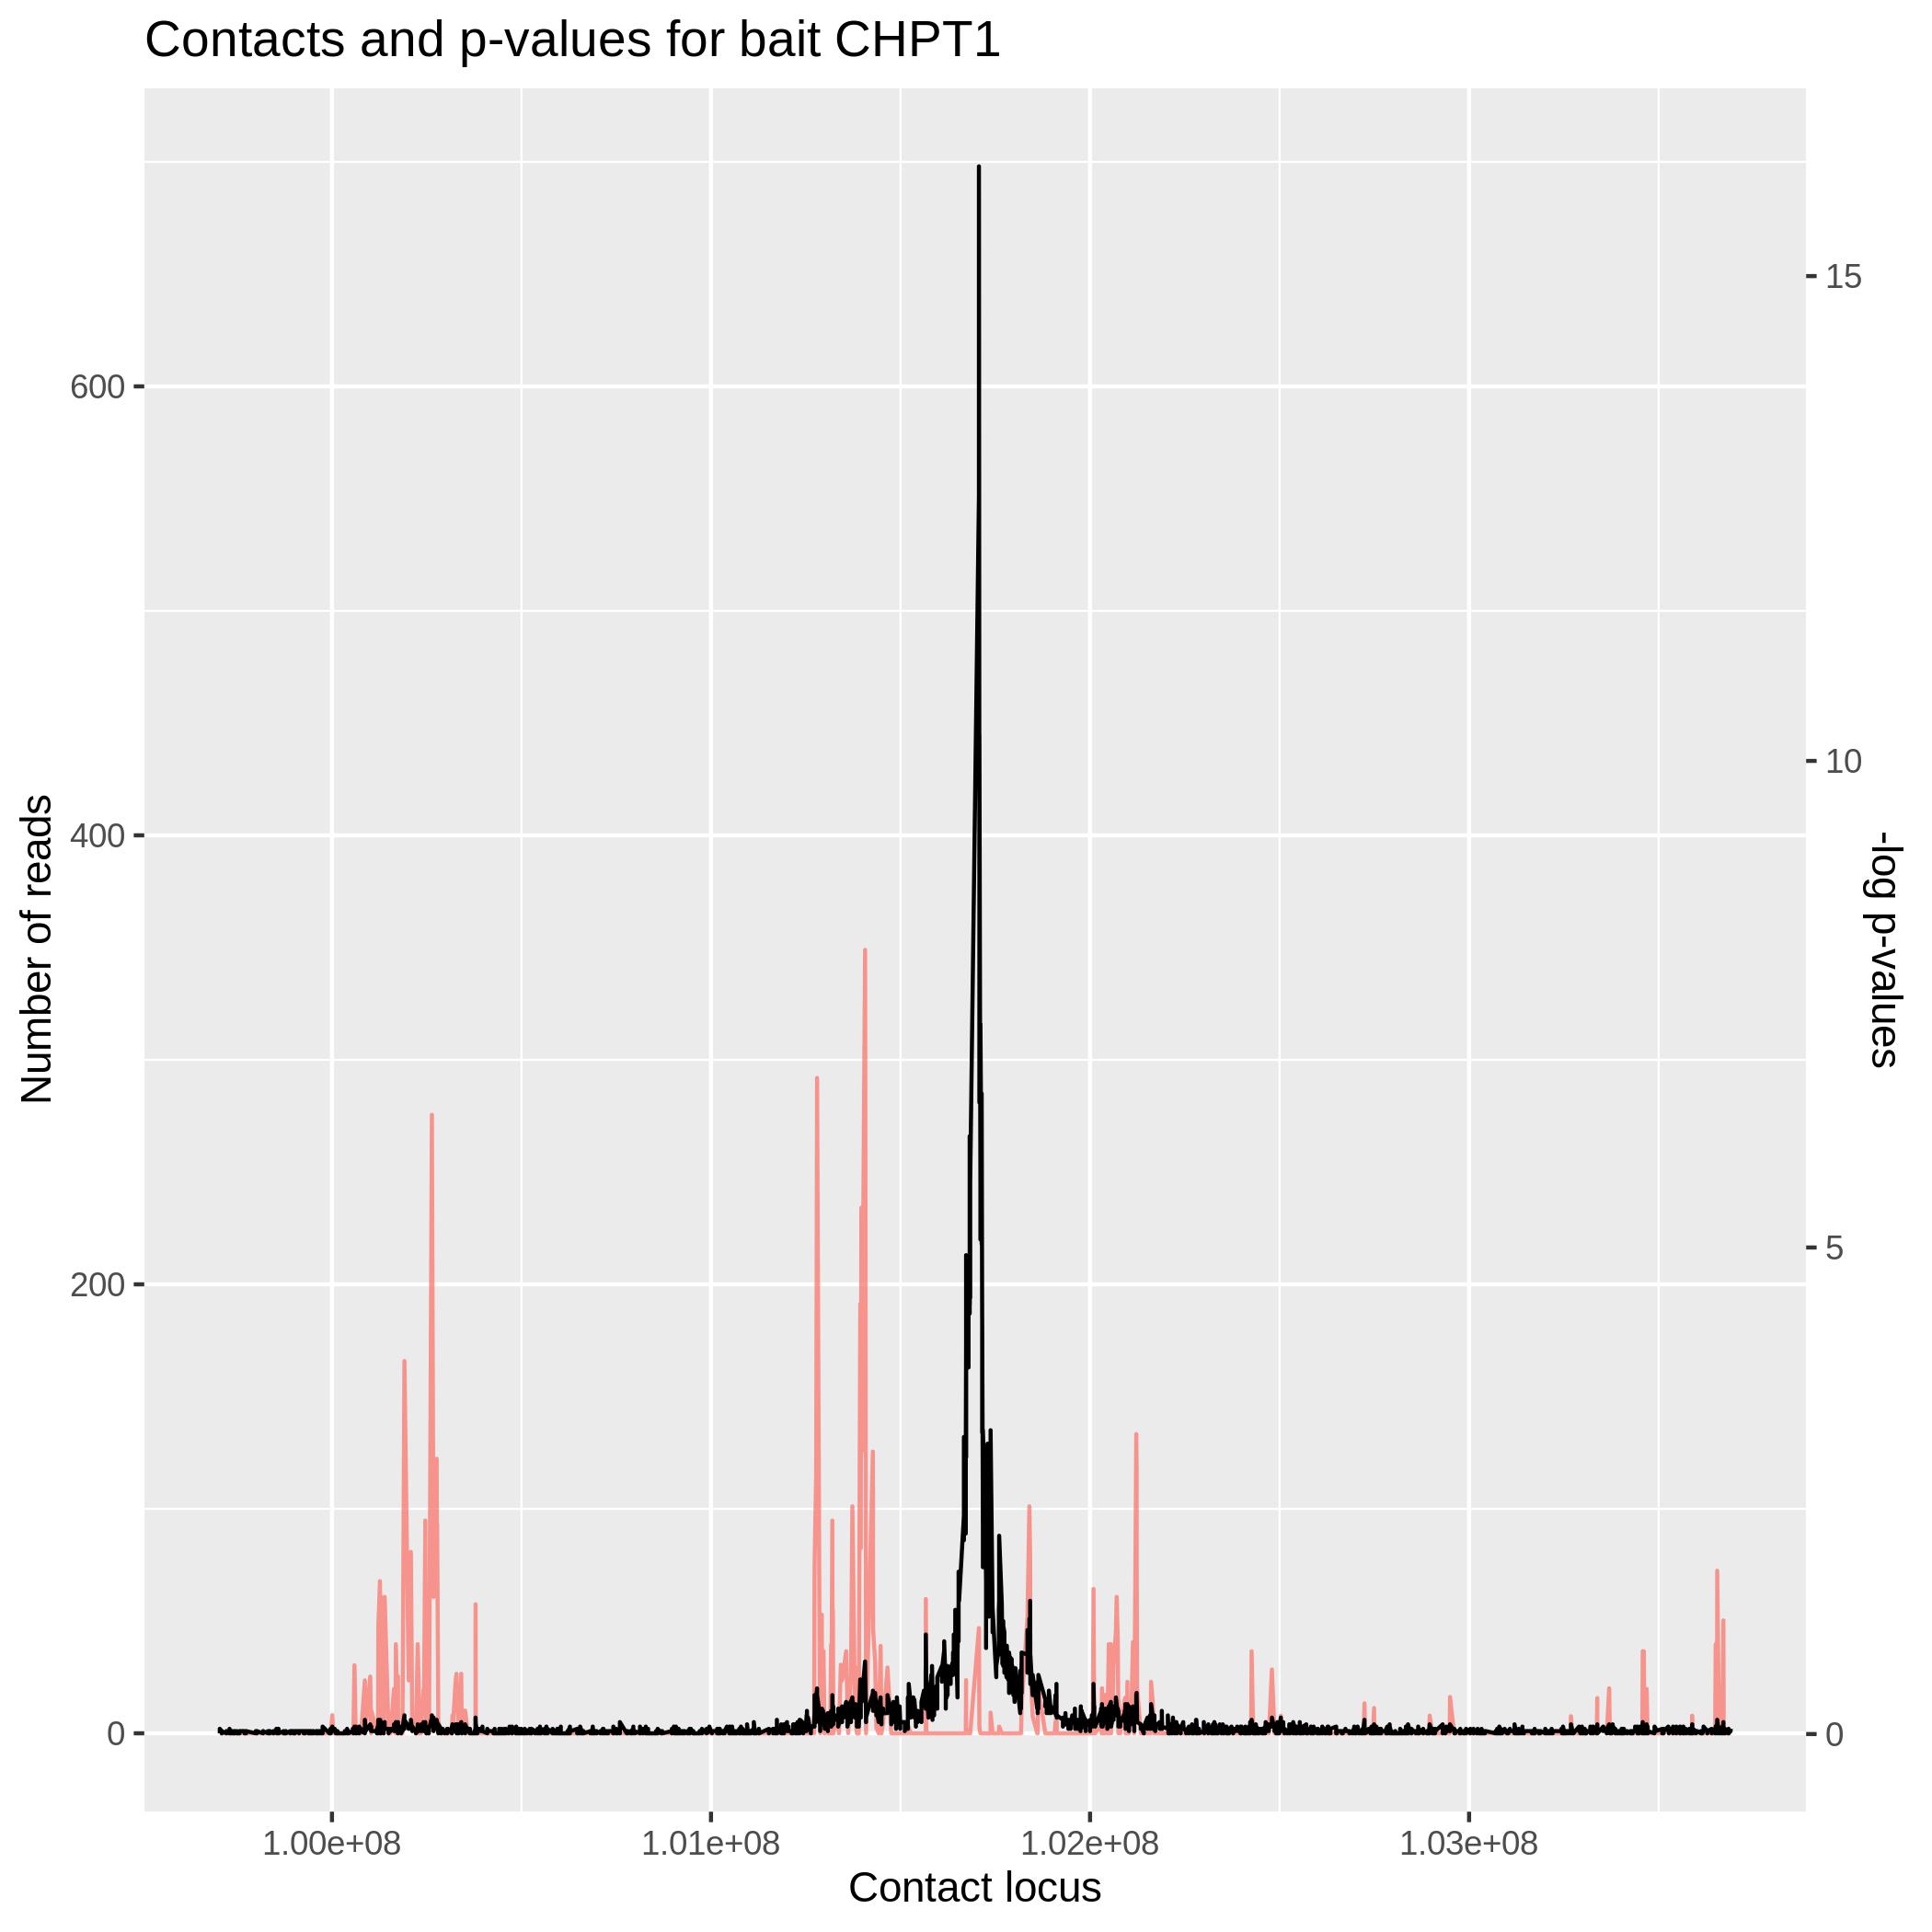 Contacts and p-values for bait CHPT1
Number of reads
600
400
200
0
15
10
5
0
-log p-values
1.00e+08
1.01e+08
1.02e+08
1.03e+08
Contact locus